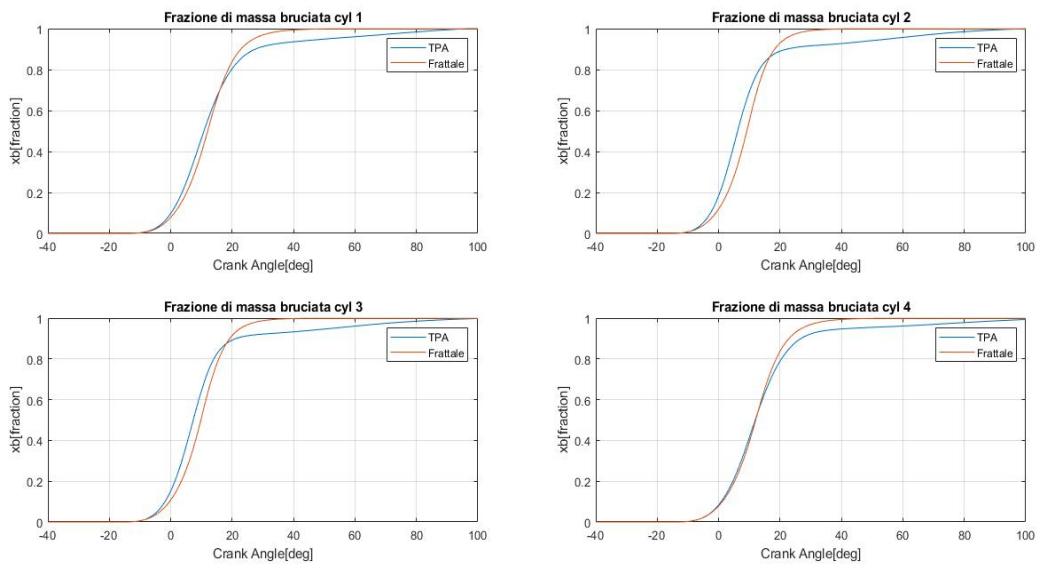 Frazione di massa bruciata cyl 1
1
0.8
0.6
0.4
0.2
0
xb[fraction]
TPA
Frattale
-40 -20 0 20 40 60 80 100
Crank Angle[deg]
Frazione di massa bruciata cyl 2
1
0.8
0.6
0.4
0.2
0
xb[fraction]
TPA
Frattale
-40 -20 0 20 40 60 80 100
Crank Angle[deg]
Frazione di massa bruciata cyl 3
1
0.8
0.6
0.4
0.2
0
xb[fraction]
TPA
Frattale
-40 -20 0 20 40 60 80 100
Crank Angle[deg]
Frazione di massa bruciata cyl 4
1
0.8
0.6
0.4
0.2
0
xb[fraction]
TPA
Frattale
-40 -20 0 20 40 60 80 100
Crank Angle[deg]